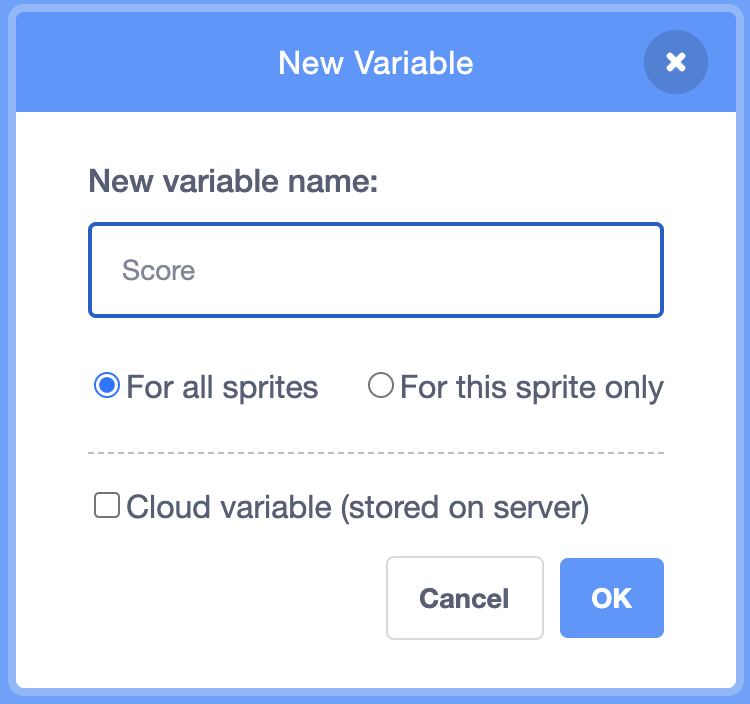 New Variable
New variable name:
Score
For all sprites For this sprite only
Cloud variable (stored on server)
Cancel OK